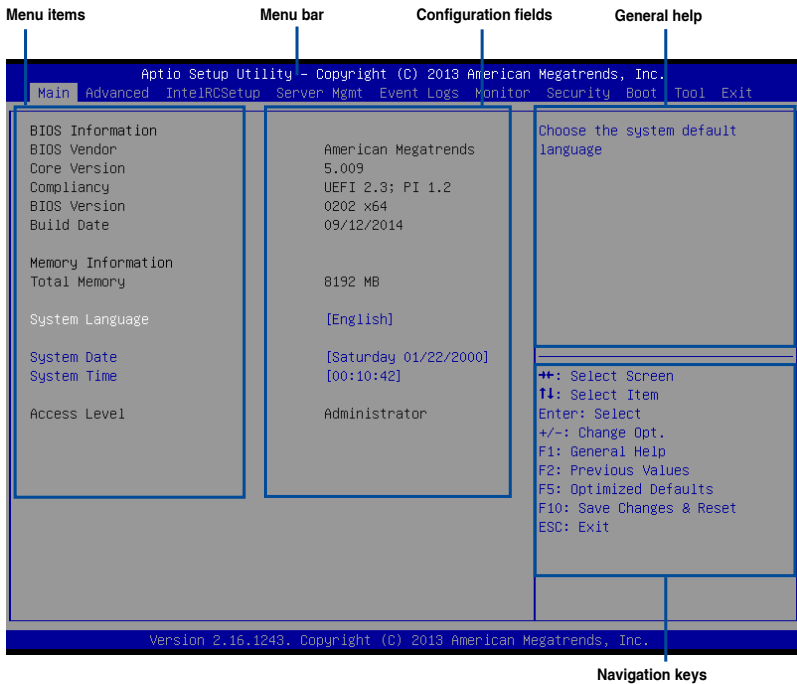 Menu items Menu bar Configuration fields General help
Aptio Setup Utility – Copyright (C) 2013 American Megatrends, Inc.
Main Advanced IntelRCSetup Server Mgmt Event Logs Monitor Security Boot Tool Exit
BIOS Information
BIOS Vendor American Megatrends
Core Version 5.009
Compliancy UEFI 2.3; PI 1.2
BIOS Version 0202 x64
Build Date 09/12/2014
Memory Information
Total Memory 8192 MB
System Language [English]
System Date [Saturday 01/22/2000]
System Time [00:10:42]
Access Level Administrator
Choose the system default
language
→←: Select Screen
↑↓: Select Item
Enter: Select
+/-: Change Opt.
F1: General Help
F2: Previous Values
F5: Optimized Defaults
F10: Save Changes & Reset
ESC: Exit
Version 2.16.1243. Copyright (C) 2013 American Megatrends, Inc.
Navigation keys